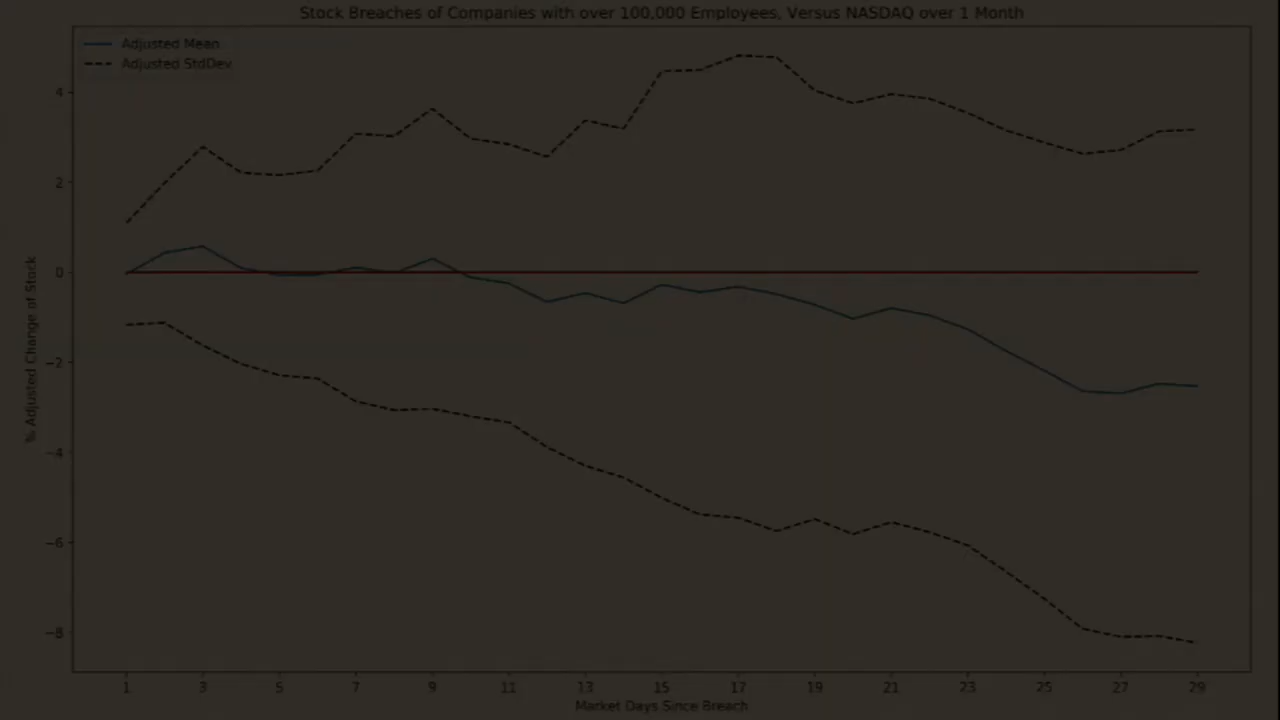 Stock Breaches of Companies with over 100,000 Employees, Versus NASDAQ over 1 Month
Adjusted Mean
Adjusted StdDev
% Adjusted Change of Stock
4
2
0
−2
−4
−6
−8
1 3 5 7 9 11 13 15 17 19 21 23 25 27 29
Market Days Since Breach